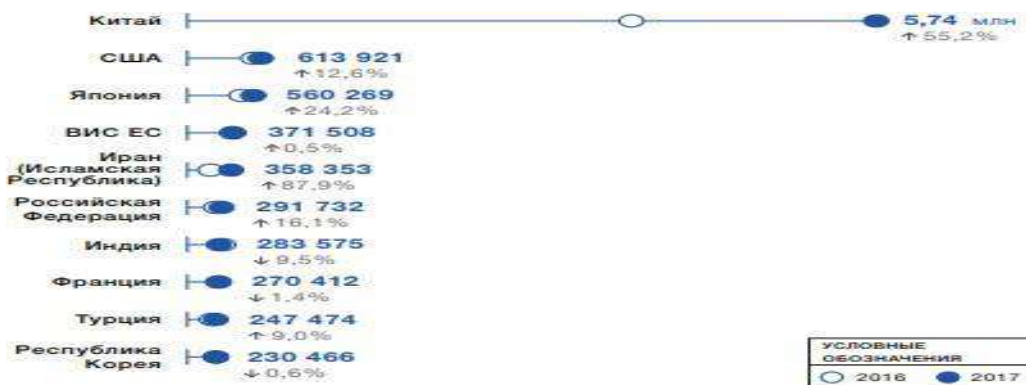 Китай
5,74 млн
↑55,2%
США
613 921
↑12,6%
Япония
560 269
↑24,2%
ВИС ЕС
371 508
↑0,5%
Иран
(Исламская
Республика)
358 353
↑87,9%
Российская
Федерация
291 732
↑16,1%
Индия
283 575
↓9,5%
Франция
270 412
↓1,4%
Турция
247 474
↑9,0%
Республика
Корея
230 466
↓0,6%
УСЛОВНЫЕ
ОБОЗНАЧЕНИЯ
2016 2017